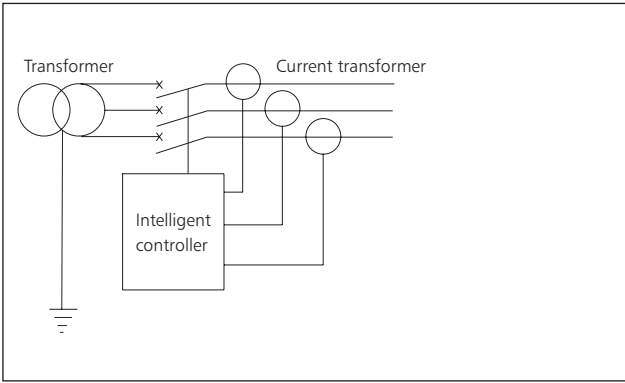 Transformer
Current transformer
Intelligent
controller